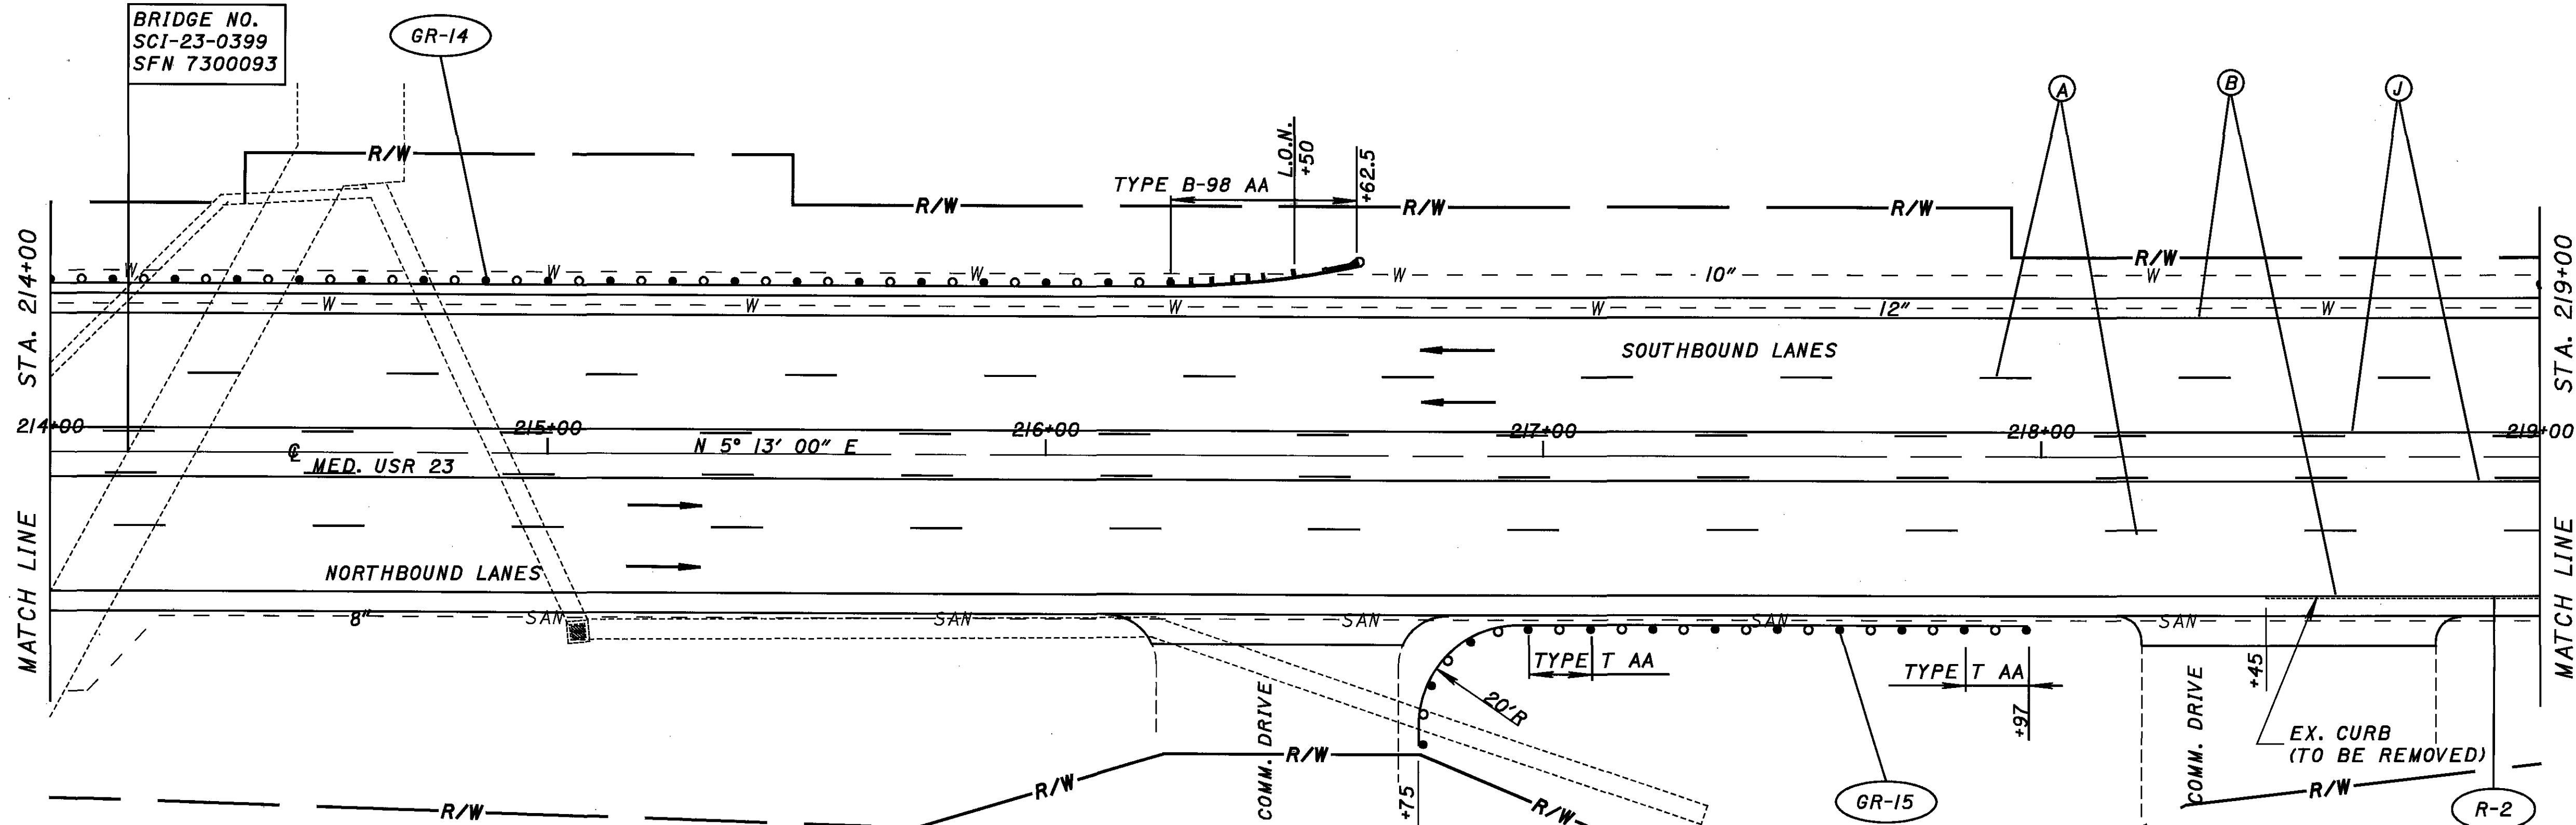 BRIDGE NO.
SCI-23-0399
SFN 7300093
GR-14
A
B
J
R/W
L.O.N.
+50
+62.5
TYPE B-98 AA
R/W
R/W
R/W
R/W
W
W
W
W
10"
W
W
W
W
W
12"
W
STA. 214+00
STA. 219+00
SOUTHBOUND LANES
214+00
215+00
216+00
217+00
218+00
219+00
N 5° 13' 00" E
℄ MED. USR 23
NORTHBOUND LANES
MATCH LINE
MATCH LINE
8"
SAN
SAN
SAN
SAN
SAN
TYPE T AA
TYPE T AA
20'R
+97
+45
COMM. DRIVE
COMM. DRIVE
EX. CURB
(TO BE REMOVED)
R/W
R/W
R/W
R/W
R/W
+75
GR-15
R-2